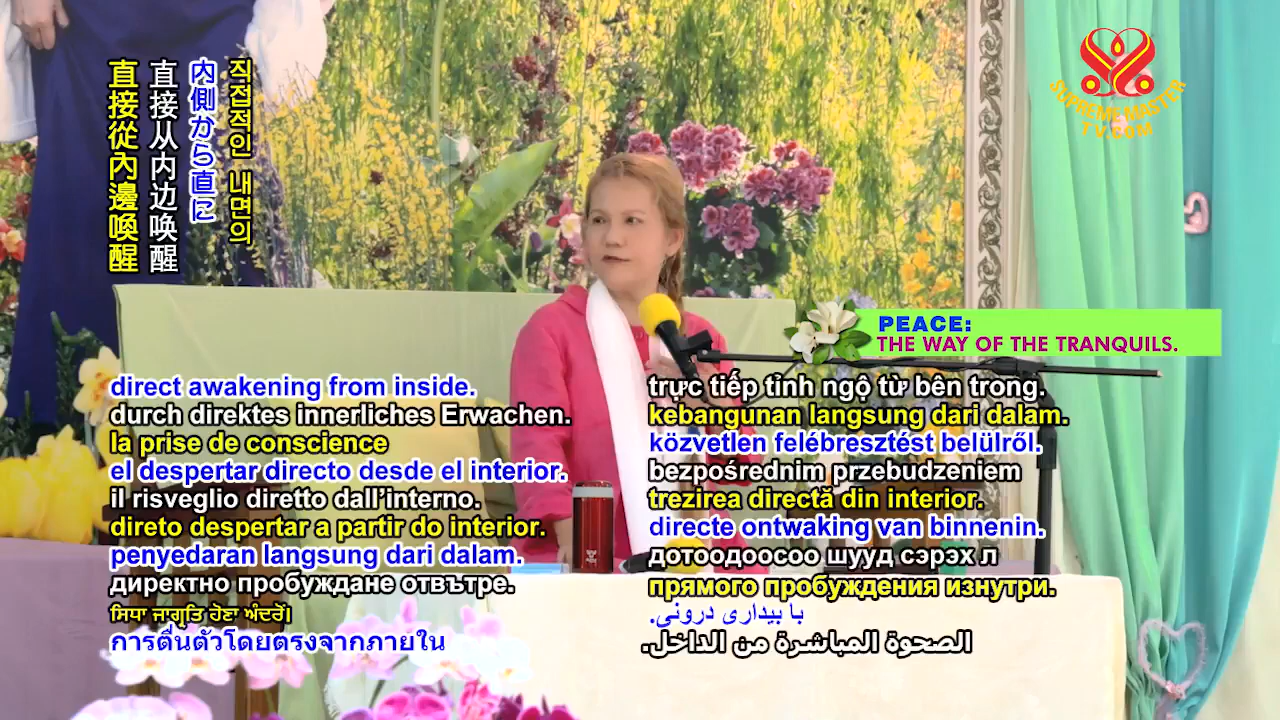 직접적인 내면의
内側から直に
直接从内边唤醒
直接從內邊喚醒
SUPREME MASTER
TV.COM
PEACE:
THE WAY OF THE TRANQUILS.
direct awakening from inside.
durch direktes innerliches Erwachen.
la prise de conscience
el despertar directo desde el interior.
il risveglio diretto dall'interno.
direto despertar a partir do interior.
penyedaran langsung dari dalam.
директно пробуждане отвътре.
ਸਿਧਾ ਜਾਗ੍ਰਤਿ ਹੋਣਾ ਅੰਦਰੋਂ।
การตื่นตัวโดยตรงจากภายใน
trực tiếp tỉnh ngộ từ bên trong.
kebangunan langsung dari dalam.
közvetlen felébresztést belülről.
bezpośrednim przebudzeniem
trezirea directă din interior.
directe ontwaking van binnenin.
дотоодоосоо шууд сэрэх л
прямого пробуждения изнутри.
با بیداری درونی.
الصحوة المباشرة من الداخل.